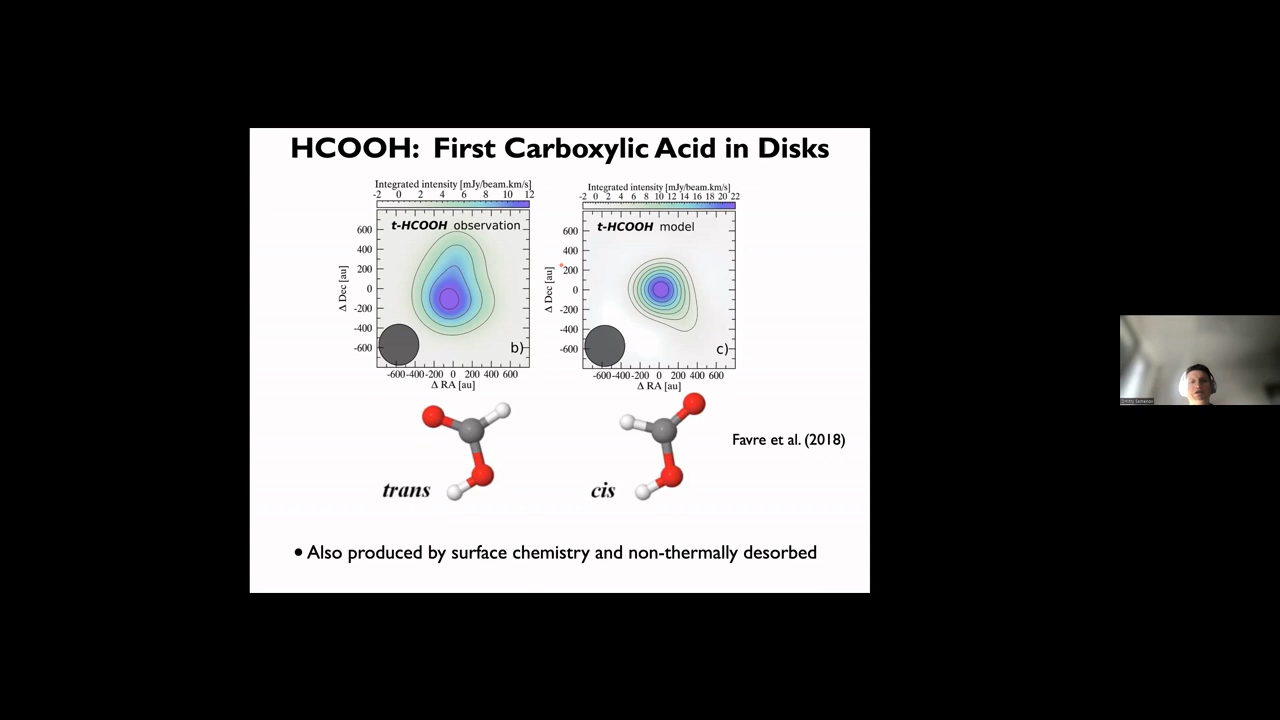 HCOOH: First Carboxylic Acid in Disks
Integrated intensity [mJy/beam.km/s]
-2 0 2 4 6 8 10 12
t-HCOOH observation
600
400
200
0
-200
-400
-600
Δ Dec [au]
b)
-600 -400 -200 0 200 400 600
Δ RA [au]
Integrated intensity [mJy/beam.km/s]
-2 0 2 4 6 8 10 12 14 16 18 20 22
t-HCOOH model
600
400
200
0
-200
-400
-600
Δ Dec [au]
c)
-600 -400 -200 0 200 400 600
Δ RA [au]
trans
cis
Favre et al. (2018)
• Also produced by surface chemistry and non-thermally desorbed